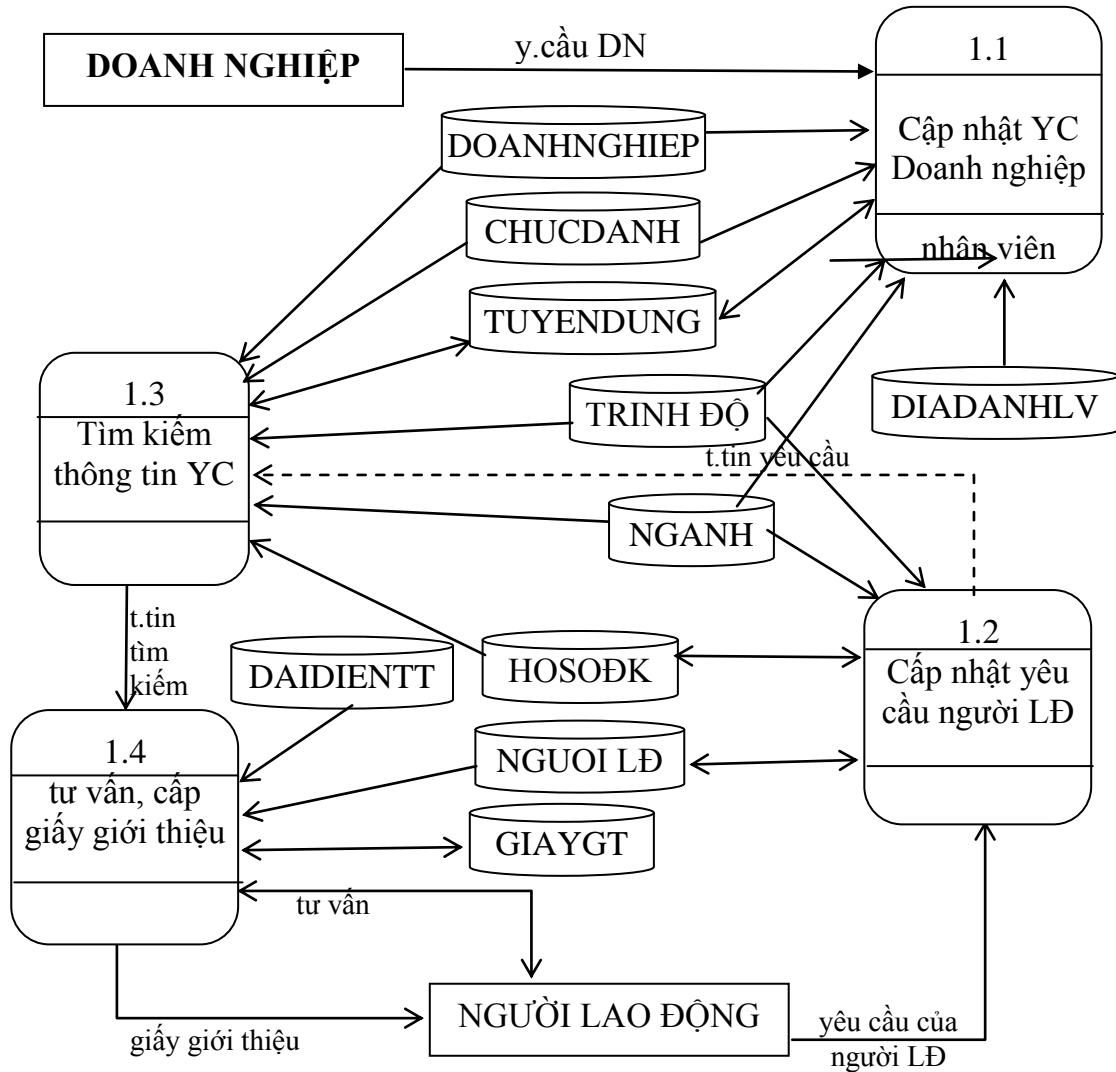 DOANH NGHIỆP
y.cầu DN
1.1
Cập nhật YC
Doanh nghiệp
nhân viên
DOANHNGHIEP
CHUCDANH
TUYENDUNG
1.3
Tìm kiếm
thông tin YC
TRINH ĐỘ
DIADANHLV
t.tin yêu cầu
NGANH
t.tin
tìm
kiếm
DAIDIENTT
HOSOĐK
1.2
Cấp nhật yêu
cầu người LĐ
1.4
tư vấn, cấp
giấy giới thiệu
NGUOI LĐ
GIAYGT
tư vấn
NGƯỜI LAO ĐỘNG
giấy giới thiệu
yêu cầu của
người LĐ